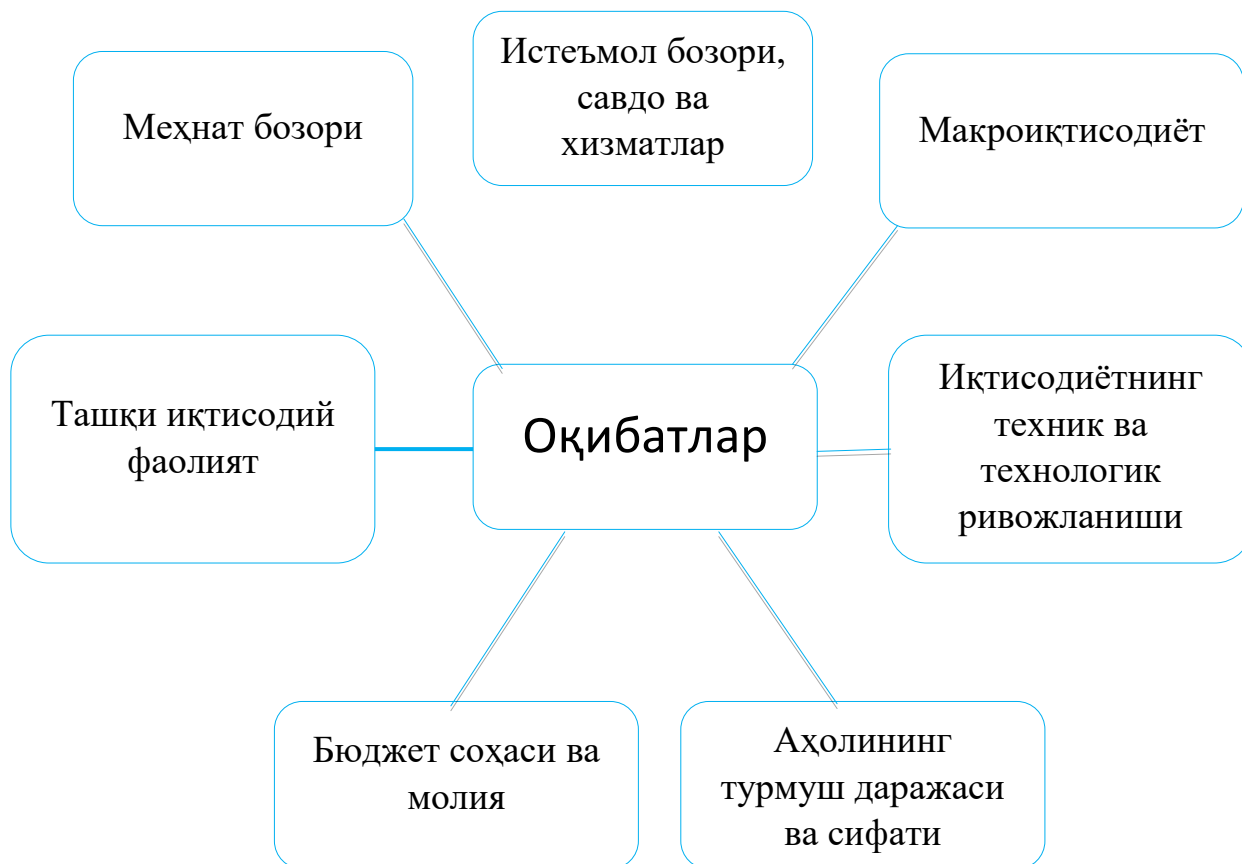 Меҳнат бозори
Истеъмол бозори,
савдо ва
хизматлар
Макроиқтисодиёт
Ташқи иқтисодий
фаолият
Оқибатлар
Иқтисодиётнинг
техник ва
технологик
ривожланиши
Бюджет соҳаси ва
молия
Аҳолининг
турмуш даражаси
ва сифати